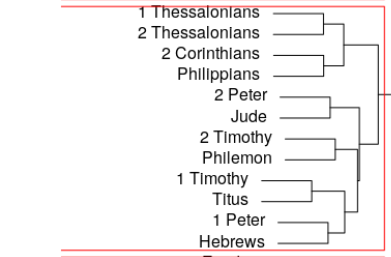 1 Thessalonians
2 Thessalonians
2 Corinthians
Philippians
2 Peter
Jude
2 Timothy
Philemon
1 Timothy
Titus
1 Peter
Hebrews